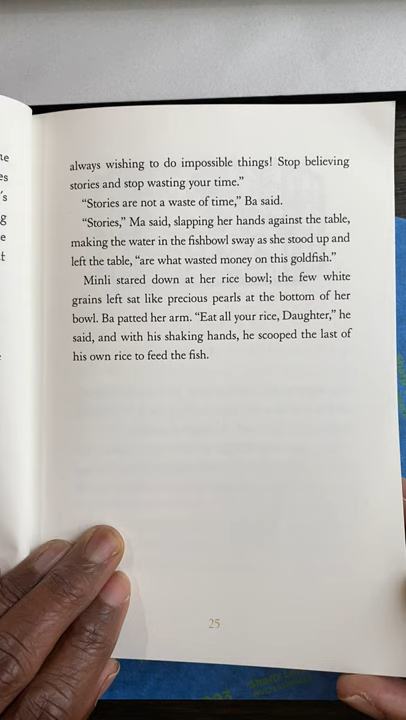 always wishing to do impossible things! Stop believing
stories and stop wasting your time."
"Stories are not a waste of time," Ba said.
"Stories," Ma said, slapping her hands against the table,
making the water in the fishbowl sway as she stood up and
left the table, "are what wasted money on this goldfish."
Minli stared down at her rice bowl; the few white
grains left sat like precious pearls at the bottom of her
bowl. Ba patted her arm. "Eat all your rice, Daughter," he
said, and with his shaking hands, he scooped the last of
his own rice to feed the fish.
25